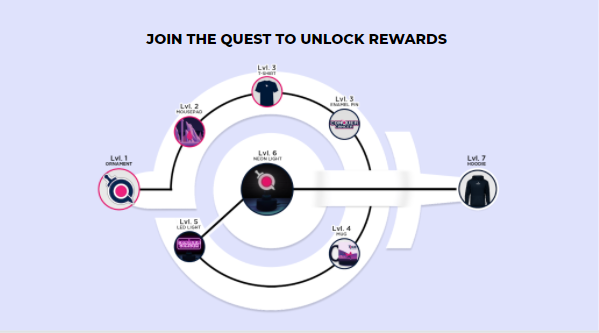 JOIN THE QUEST TO UNLOCK REWARDS
Lvl. 1
ORNAMENT
Lvl. 2
MOUSEPAD
Lvl. 3
T-SHIRT
Lvl. 3
ENAMEL PIN
Lvl. 4
MUG
Lvl. 5
LED LIGHT
Lvl. 6
NEON LIGHT
Lvl. 7
HOODIE